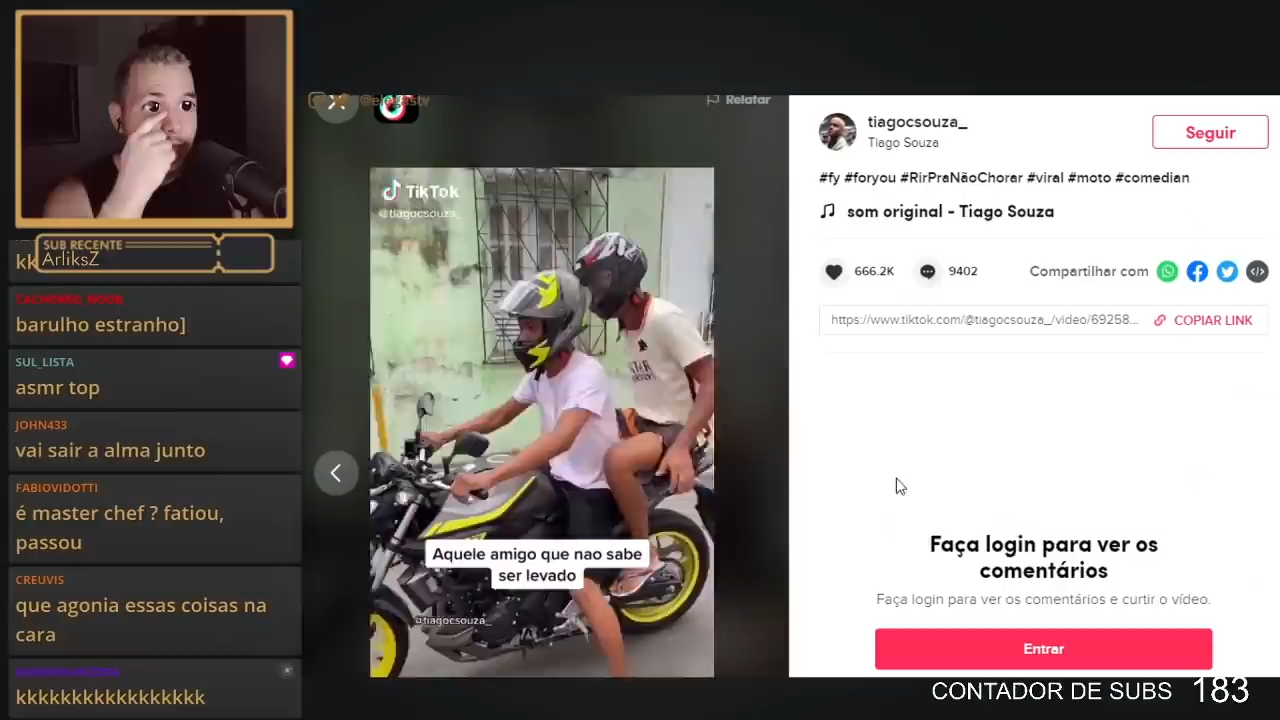 SUB RECENTE
ArliksZ
kk
barulho estranho]
SUL_LISTA
asmr top
JOHN433
vai sair a alma junto
FABIOVIDOTTI
é master chef ? fatiou,
passou
CREUVIS
que agonia essas coisas na
cara
kkkkkkkkkkkkkkkkk
Relatar
TikTok
@tiagocsouza_
Aquele amigo que nao sabe
ser levado
@tiagocsouza_
tiagocsouza_
Tiago Souza
Seguir
#fy #foryou #RirPraNãoChorar #viral #moto #comedian
som original - Tiago Souza
666.2K
9402
Compartilhar com
https://www.tiktok.com/@tiagocsouza_/video/69258...
COPIAR LINK
Faça login para ver os
comentários
Faça login para ver os comentários e curtir o vídeo.
Entrar
CONTADOR DE SUBS 183